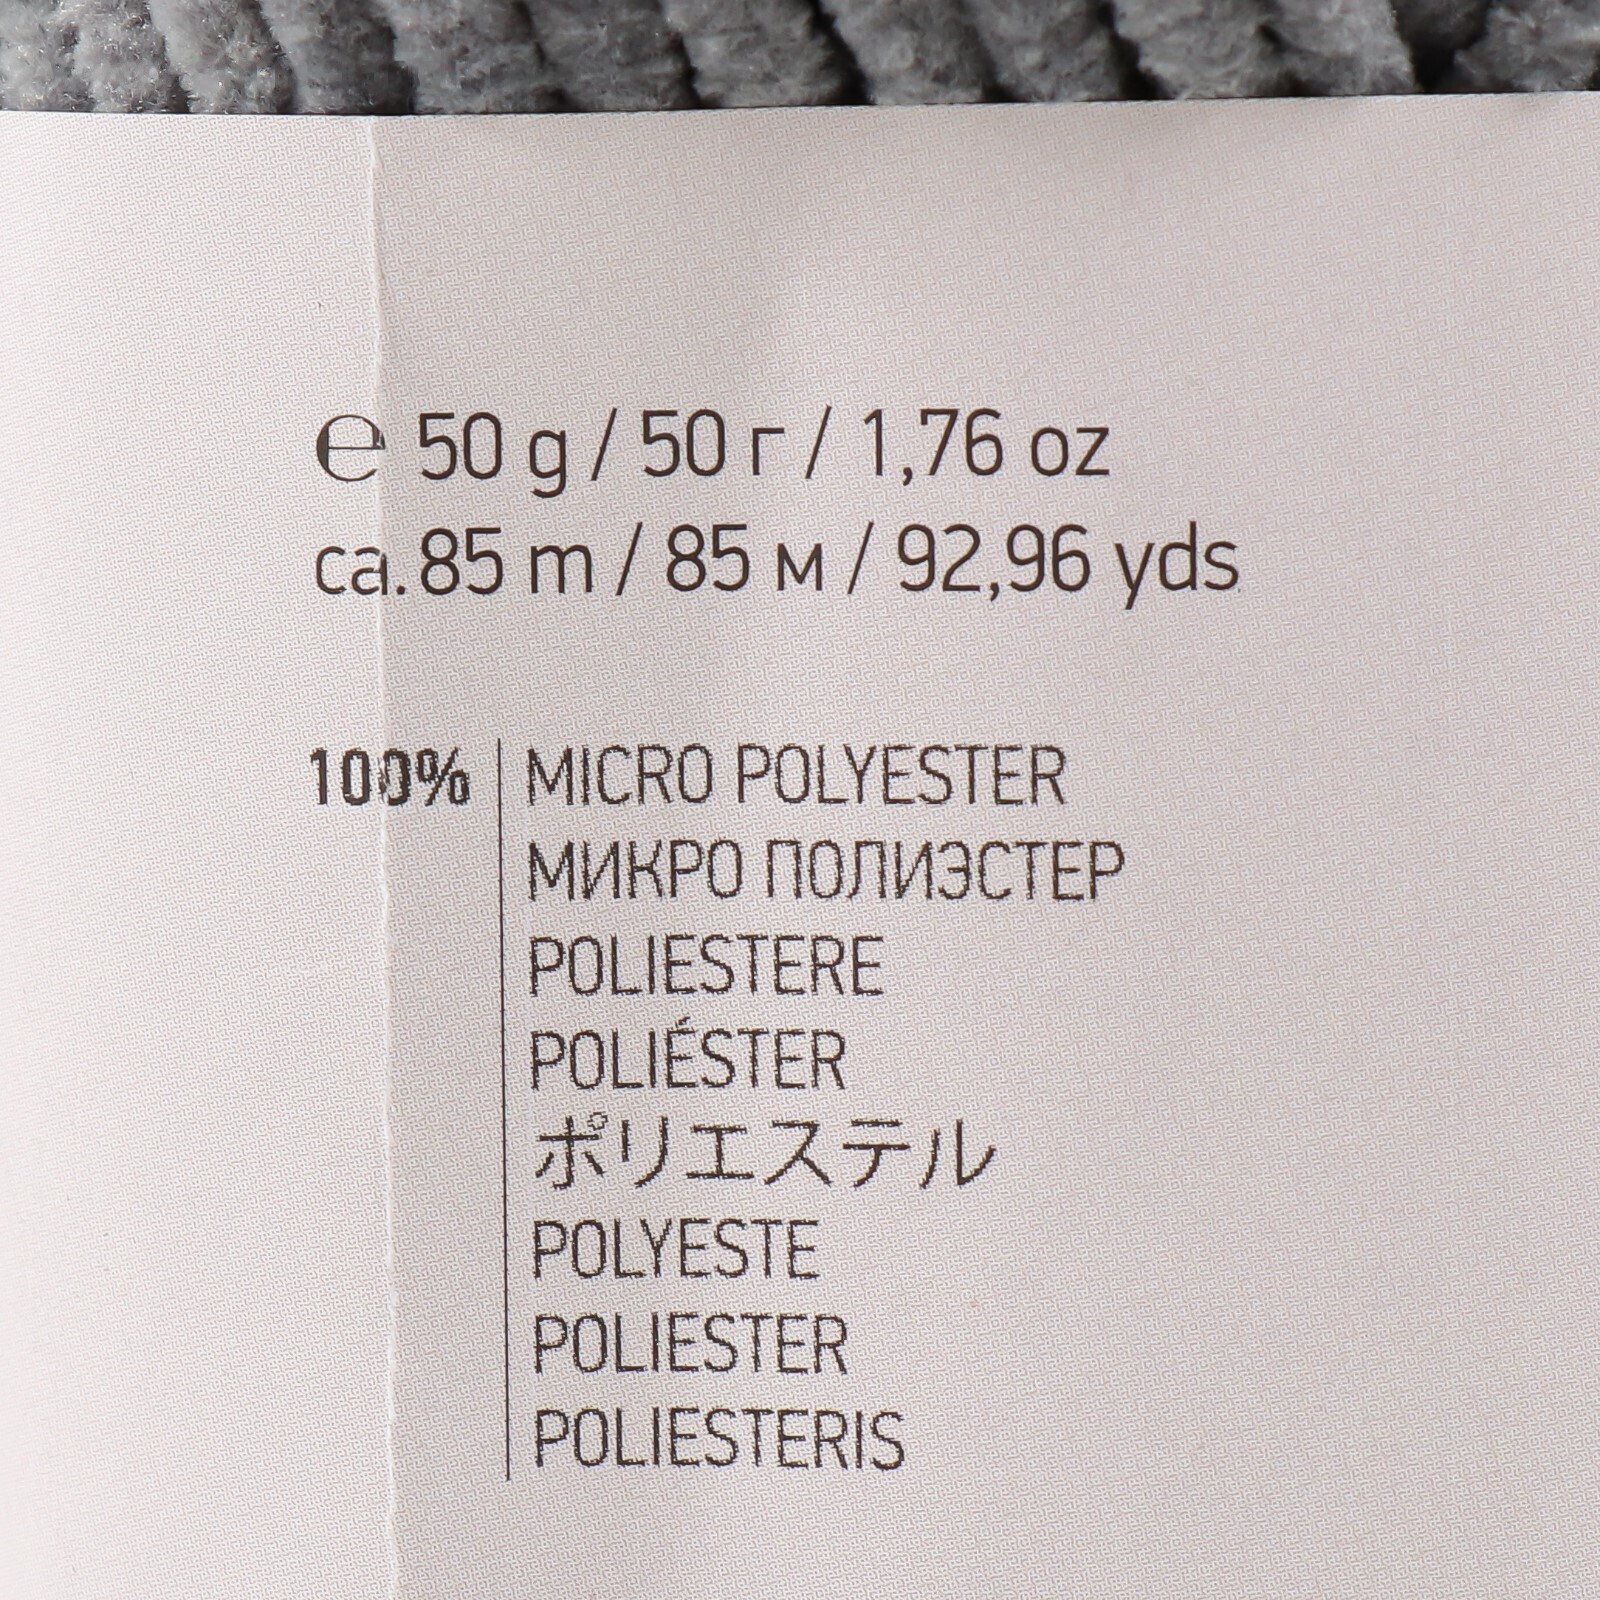 ℮ 50 g / 50 г / 1,76 oz
ca. 85 m / 85 м / 92,96 yds
100% MICRO POLYESTER
МИКРО ПОЛИЭСТЕР
POLIESTERE
POLIÉSTER
ポリエステル
POLYESTE
POLIESTER
POLIESTERIS